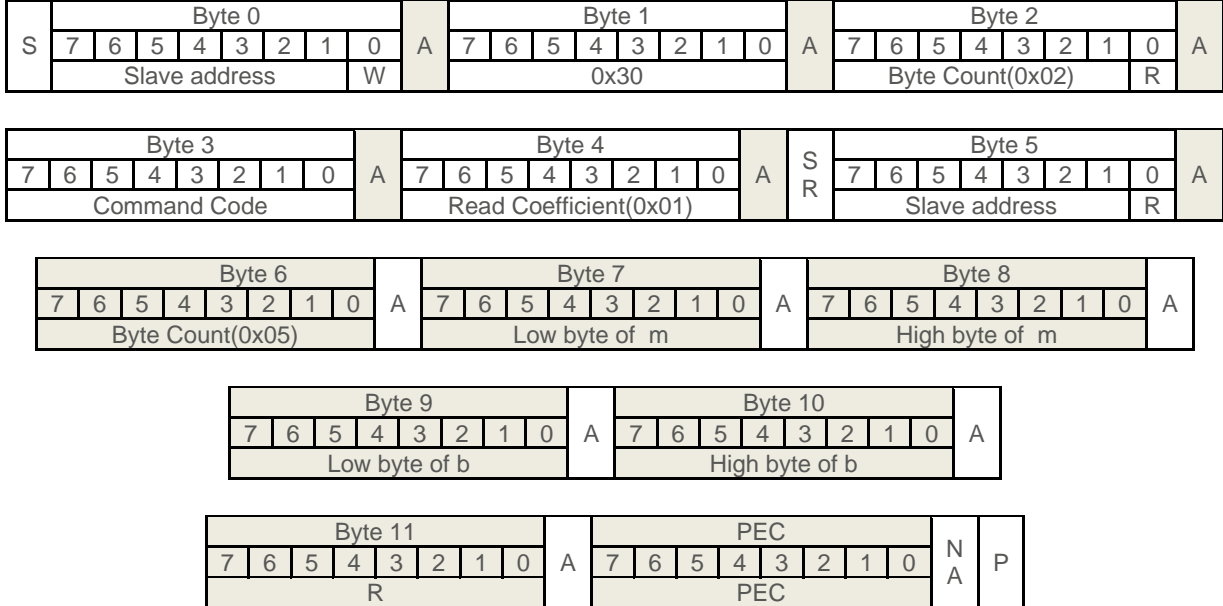 Byte 0 Byte 1 Byte 2
S 7 6 5 4 3 2 1 0 A 7 6 5 4 3 2 1 0 A 7 6 5 4 3 2 1 0 A
Slave address W 0x30 Byte Count(0x02) R
Byte 3 Byte 4 S R Byte 5
7 6 5 4 3 2 1 0 A 7 6 5 4 3 2 1 0 A 7 6 5 4 3 2 1 0 A
Command Code Read Coefficient(0x01) Slave address R
Byte 6 Byte 7 Byte 8
7 6 5 4 3 2 1 0 A 7 6 5 4 3 2 1 0 A 7 6 5 4 3 2 1 0 A
Byte Count(0x05) Low byte of m High byte of m
Byte 9 Byte 10
7 6 5 4 3 2 1 0 A 7 6 5 4 3 2 1 0 A
Low byte of b High byte of b
Byte 11 PEC
7 6 5 4 3 2 1 0 A 7 6 5 4 3 2 1 0 N A P
R PEC